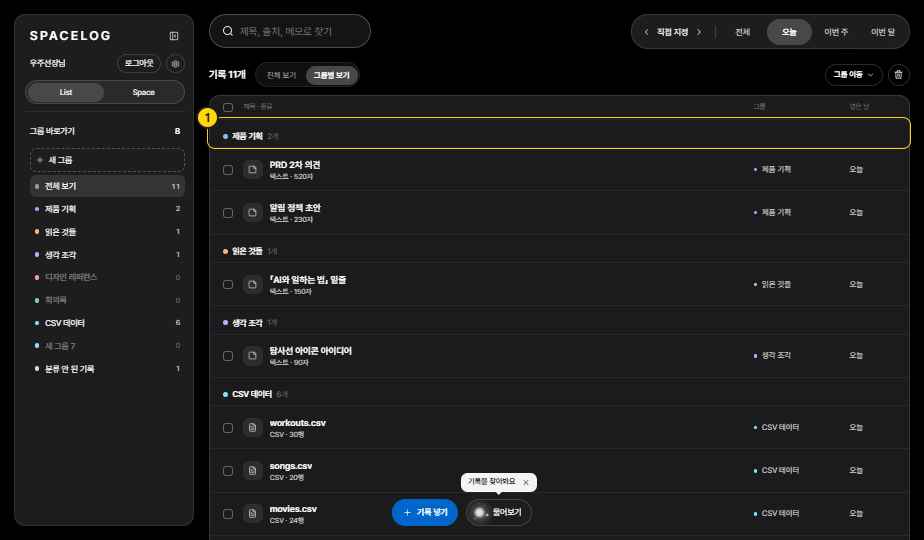 SPACELOG
우주선장님
로그아웃
List
Space
그룹 바로가기 8
+ 새 그룹
전체 보기 11
제품 기획 2
읽은 것들 1
생각 조각 1
디자인 레퍼런스 0
회의록 0
CSV 데이터 6
새 그룹 7 0
분류 안 된 기록 1
제목, 출처, 메모로 찾기
직접 지정
전체
오늘
이번 주
이번 달
기록 11개
전체 보기
그룹별 보기
그룹 이동
제목 · 종류
그룹
1
제품 기획 2개
PRD 2차 의견
텍스트 · 520자
제품 기획
오늘
알림 정책 초안
텍스트 · 230자
제품 기획
오늘
읽은 것들 1개
『AI와 일하는 법』 밑줄
텍스트 · 150자
읽은 것들
오늘
생각 조각 1개
탐사선 아이콘 아이디어
텍스트 · 90자
생각 조각
오늘
CSV 데이터 6개
workouts.csv
CSV · 30행
CSV 데이터
오늘
songs.csv
CSV · 20행
CSV 데이터
오늘
기록을 찾아봐요 ×
movies.csv
CSV · 24행
CSV 데이터
오늘
+ 기록 넣기
물어보기